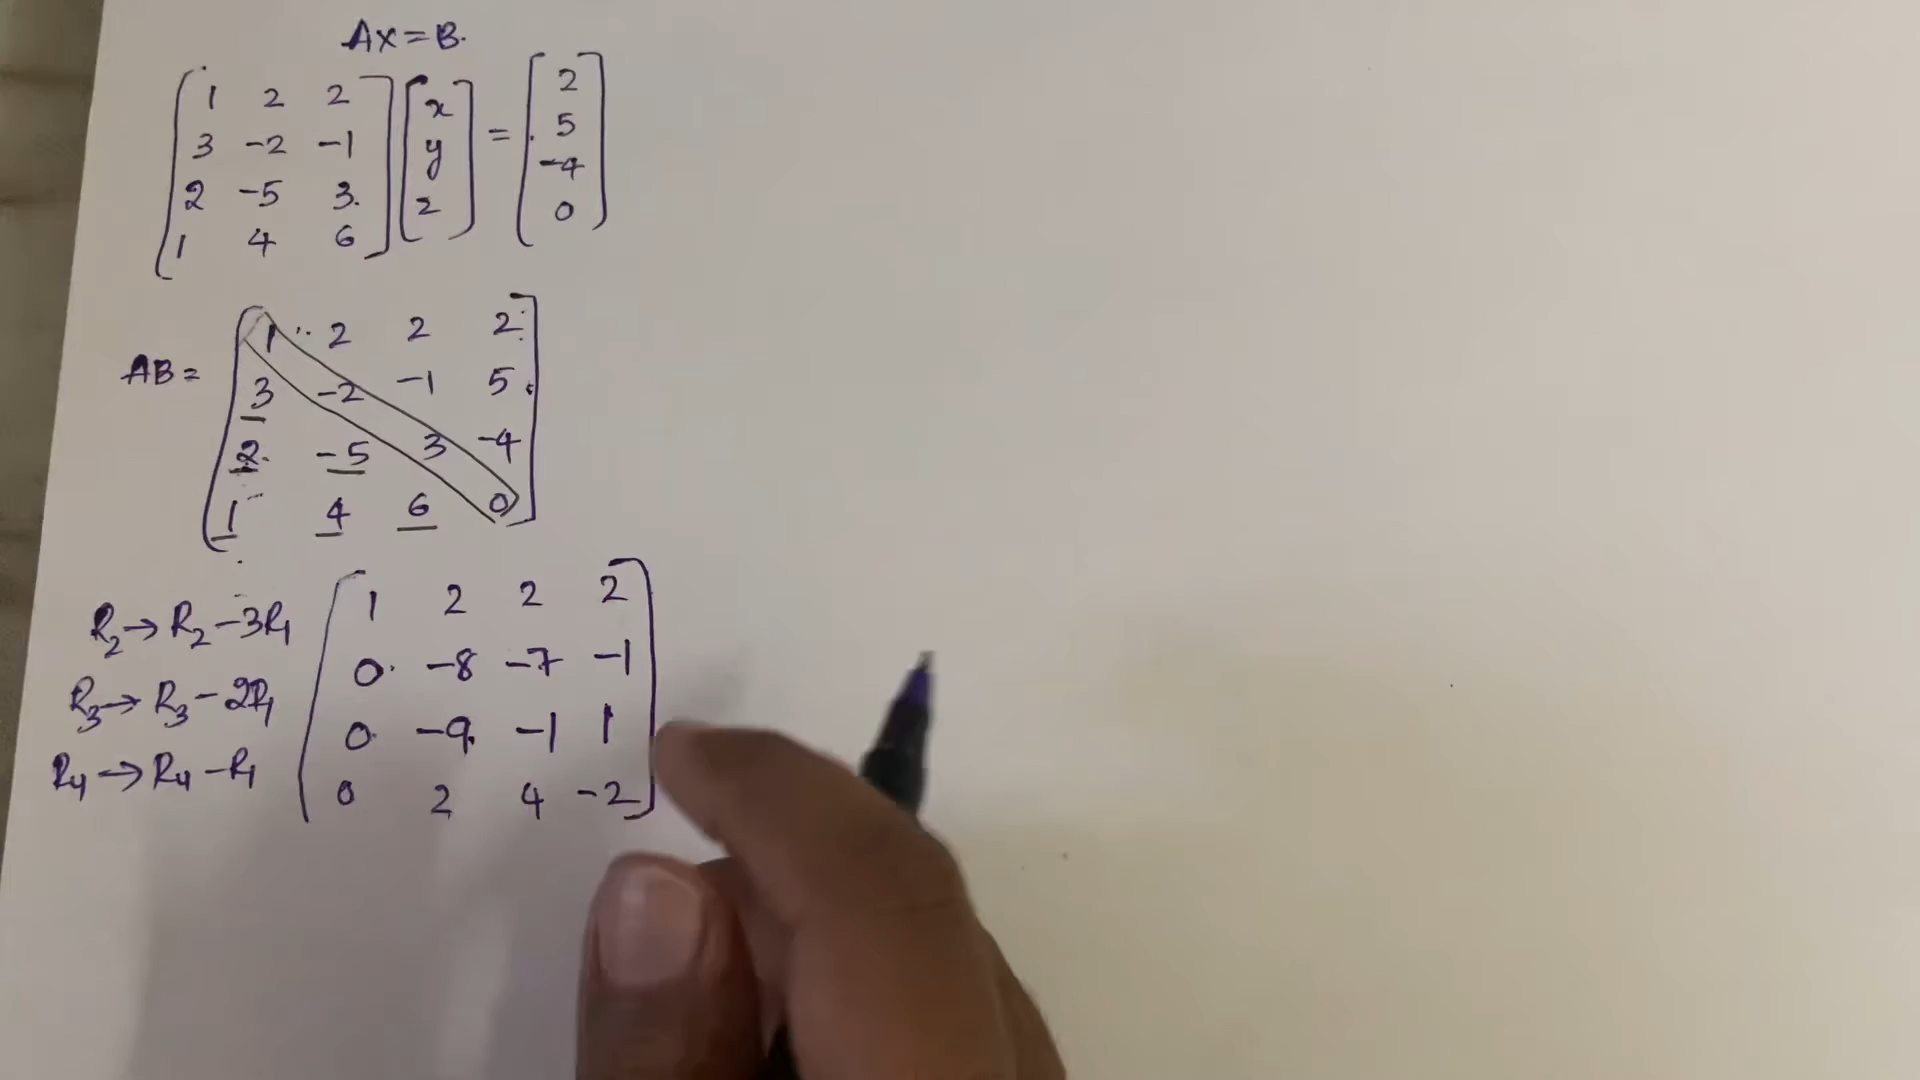 AX=B.
1 2 2 x = 2
3 -2 -1 y 5
2 -5 3. z -4
1 4 6 0
AB= 1 2 2 2
3 -2 -1 5
2 -5 3 -4
1 4 6 0
1 2 2 2
R2→R2-3R1 0 -8 -7 -1
R3→R3-2R1 0 -9 -1 1
R4→R4-R1 0 2 4 -2